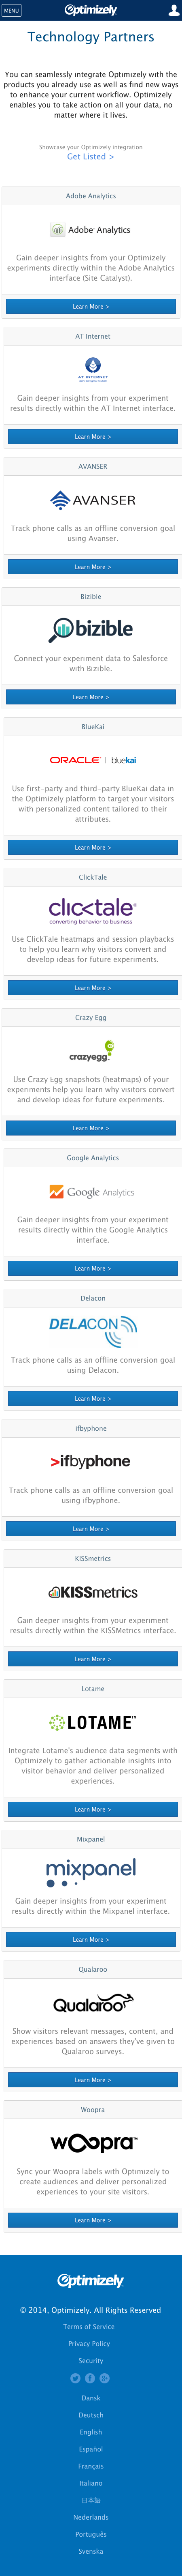 MENU
Optimizely
Technology Partners
You can seamlessly integrate Optimizely with the
products you already use as well as find new ways
to enhance your current workflow. Optimizely
enables you to take action on all your data, no
matter where it lives.
Showcase your Optimizely integration
Get Listed >
Adobe Analytics
Adobe® Analytics
Gain deeper insights from your Optimizely
experiments directly within the Adobe Analytics
interface (Site Catalyst).
Learn More >
AT Internet
AT INTERNET
Gain deeper insights from your experiment
results directly within the AT Internet interface.
Learn More >
AVANSER
AVANSER
Track phone calls as an offline conversion goal
using Avanser.
Learn More >
Bizible
bizible
Connect your experiment data to Salesforce
with Bizible.
Learn More >
BlueKai
ORACLE® | bluekai
Use first-party and third-party BlueKai data in
the Optimizely platform to target your visitors
with personalized content tailored to their
attributes.
Learn More >
ClickTale
clicktale®
converting behavior to business
Use ClickTale heatmaps and session playbacks
to help you learn why visitors convert and
develop ideas for future experiments.
Learn More >
Crazy Egg
crazyegg
Use Crazy Egg snapshots (heatmaps) of your
experiments help you learn why visitors convert
and develop ideas for future experiments.
Learn More >
Google Analytics
Google Analytics
Gain deeper insights from your experiment
results directly within the Google Analytics
interface.
Learn More >
Delacon
DELACON
Track phone calls as an offline conversion goal
using Delacon.
Learn More >
ifbyphone
>ifbyphone
Track phone calls as an offline conversion goal
using ifbyphone.
Learn More >
KISSmetrics
KISSmetrics
Gain deeper insights from your experiment
results directly within the KISSMetrics interface.
Learn More >
Lotame
LOTAME™
Integrate Lotame's audience data segments with
Optimizely to gather actionable insights into
visitor behavior and deliver personalized
experiences.
Learn More >
Mixpanel
mixpanel
Gain deeper insights from your experiment
results directly within the Mixpanel interface.
Learn More >
Qualaroo
Qualaroo
Show visitors relevant messages, content, and
experiences based on answers they've given to
Qualaroo surveys.
Learn More >
Woopra
woopra™
Sync your Woopra labels with Optimizely to
create audiences and deliver personalized
experiences to your site visitors.
Learn More >
Optimizely
© 2014, Optimizely. All Rights Reserved
Terms of Service
Privacy Policy
Security
Dansk
Deutsch
English
Español
Français
Italiano
日本語
Nederlands
Português
Svenska